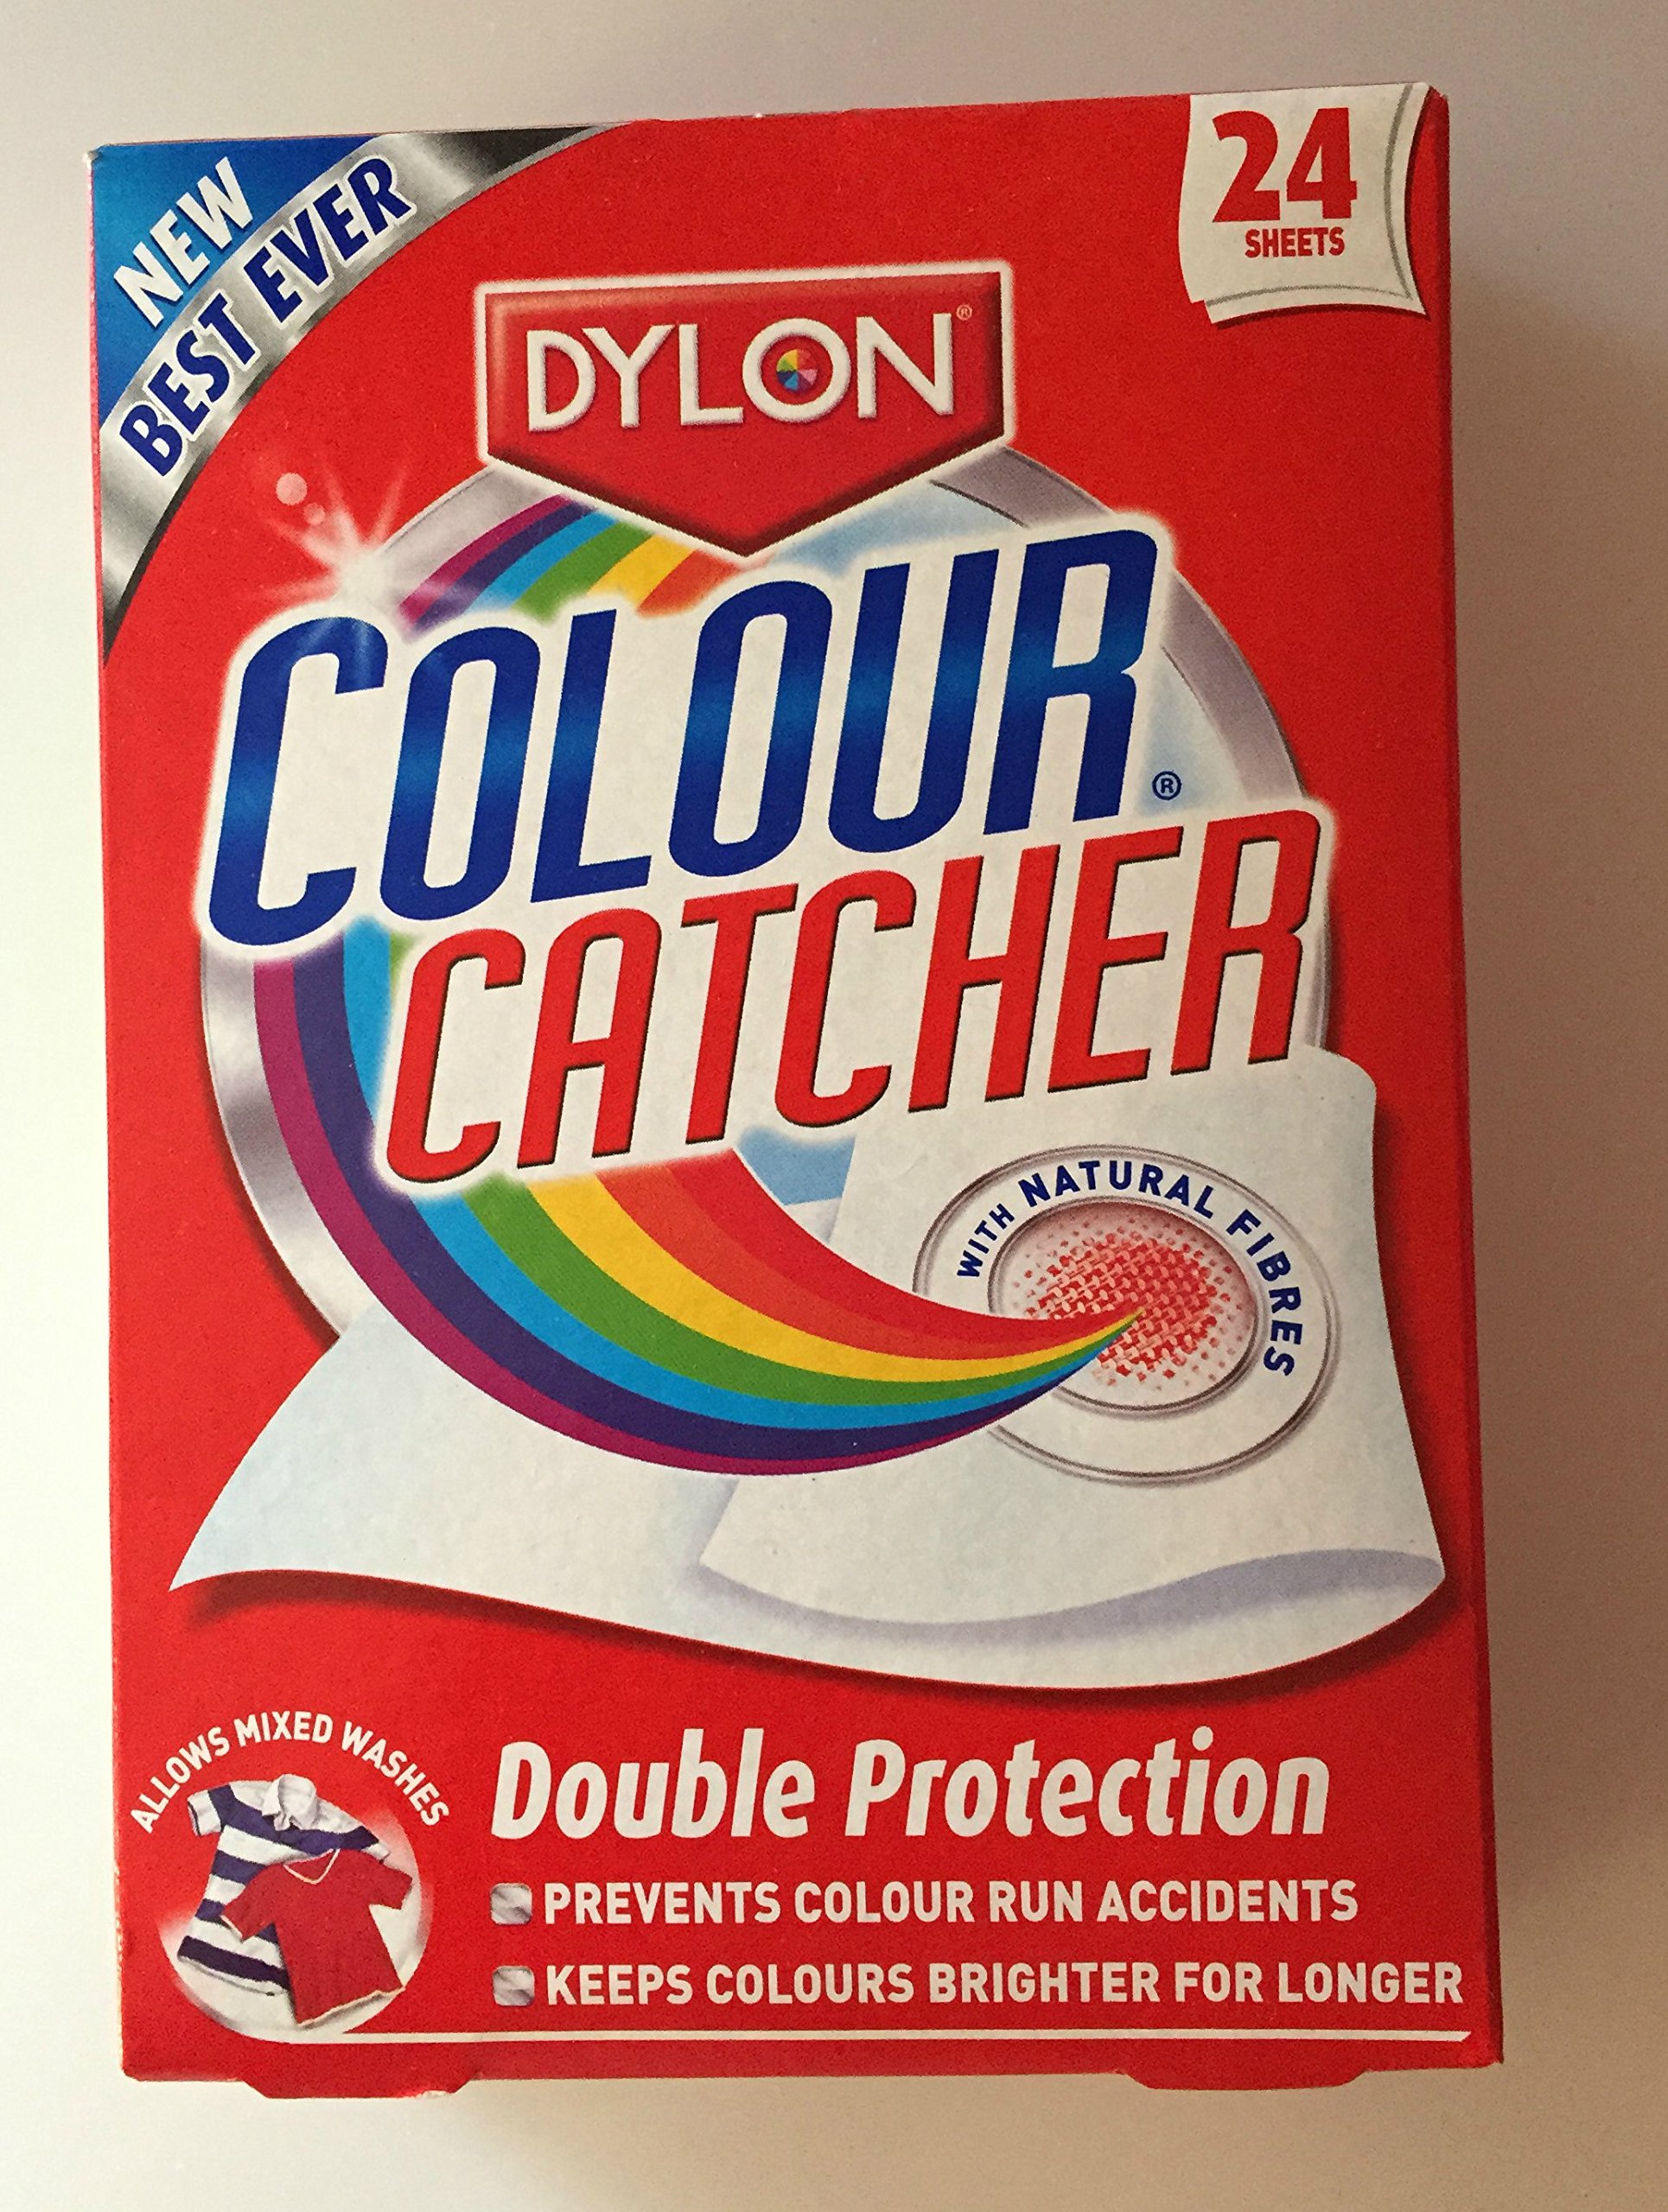 NEW
BEST EVER
24
SHEETS
DYLON®
COLOUR®
CATCHER
WITH NATURAL FIBRES
ALLOWS MIXED WASHES
Double Protection
PREVENTS COLOUR RUN ACCIDENTS
KEEPS COLOURS BRIGHTER FOR LONGER